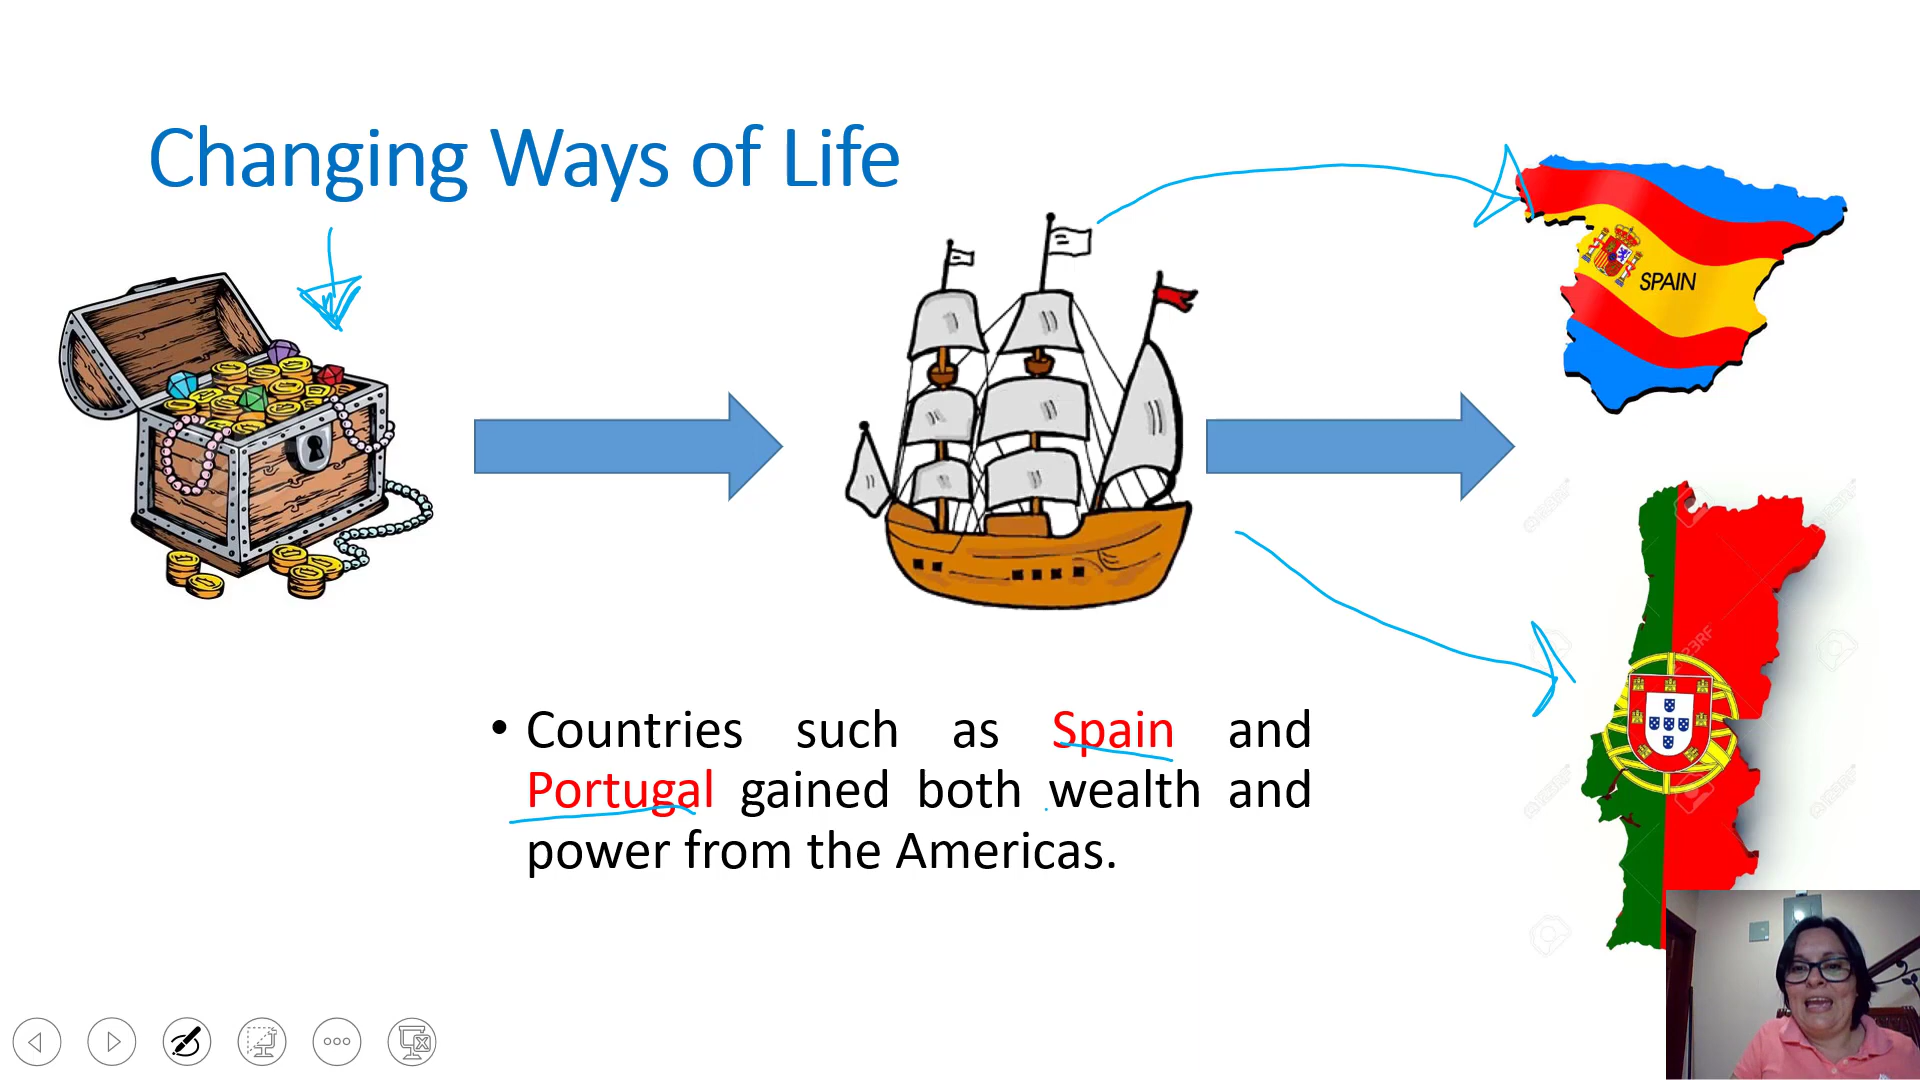 Changing Ways of Life
SPAIN
• Countries such as Spain and
Portugal gained both wealth and
power from the Americas.